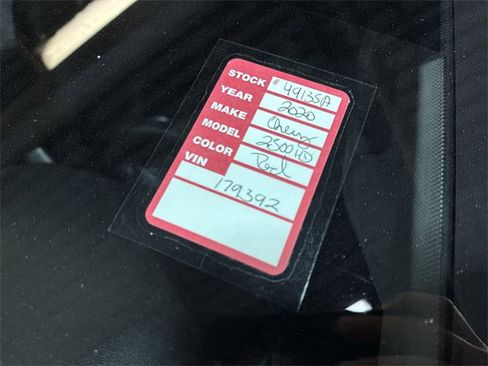 STOCK # 49135A
YEAR 2020
MAKE Chevy
MODEL 2500HD
COLOR Red
VIN
179392